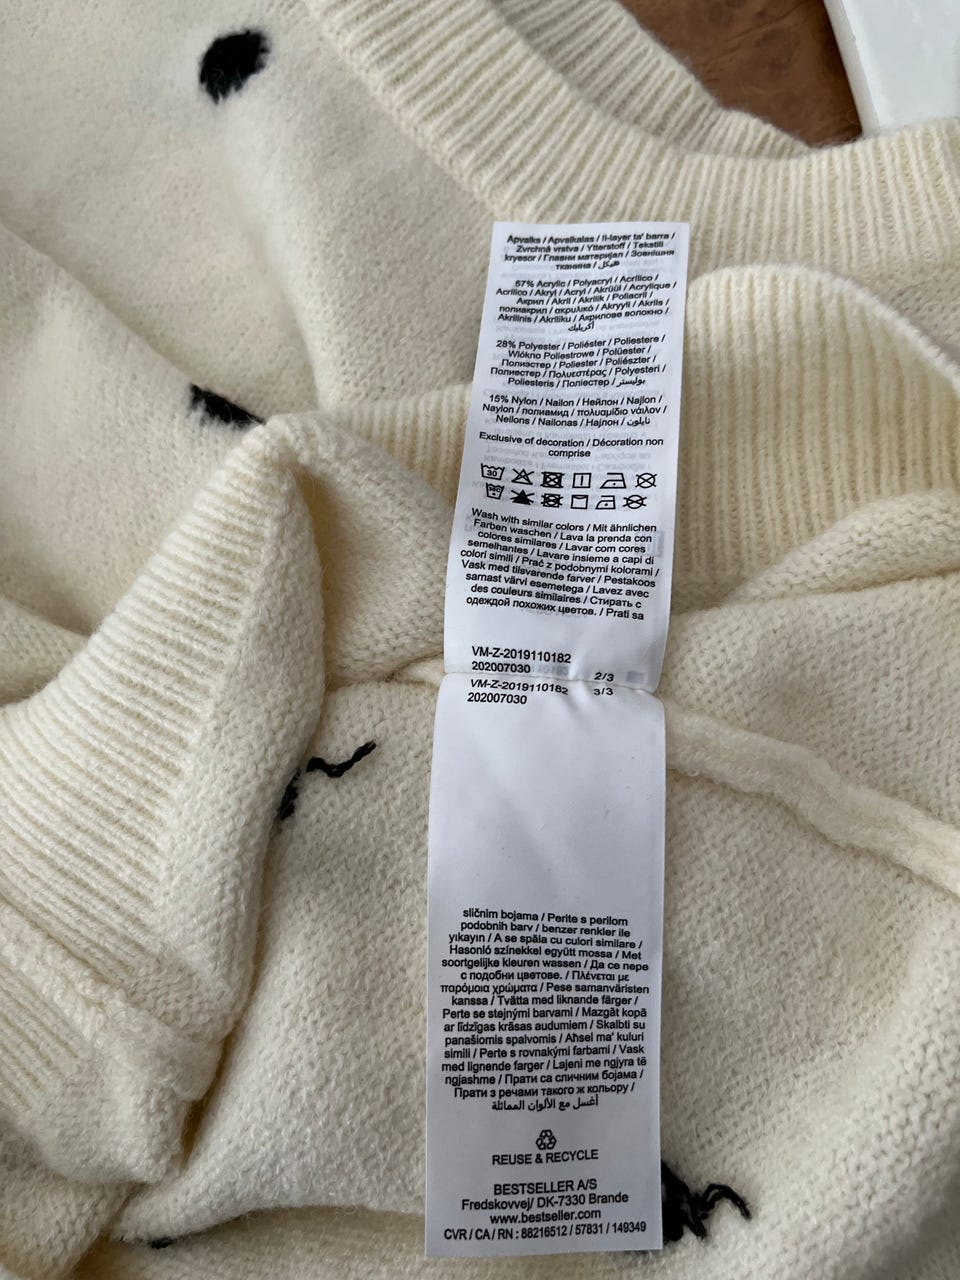 Apvalks / Apvalkalas / Il-layer ta' barra /
Zvrchná vrstva / Ytterstoff / Tekstili
kryesor / Главни материјал / Зовнішня
тканина / هيكل
57% Acrylic / Polyacryl / Acrílico /
Acrilico / Akryl / Acryl / Akrüül / Acrylique /
Акрил / Akril / Akrilik / Poliacril /
полиакрил / ακρυλικό / Akryyli / Akrils /
Akrilinis / Akriliku / Акрилове волокно /
أكريليك
28% Polyester / Poliéster / Poliestere /
Włókno Poliestrowe / Polüester /
Полиэстер / Poliester / Poliészter /
Полиестер / Πολυεστέρας / Polyesteri /
Poliesteris / Поліестер / بوليستر
15% Nylon / Nailon / Нейлон / Najlon /
Naylon / полиамид / πολυαμίδιο νάιλον /
Neilons / Nailonas / Најлон / نايلون
Exclusive of decoration / Décoration non
comprise
30
Wash with similar colors / Mit ähnlichen
Farben waschen / Lava la prenda con
colores similares / Lavar com cores
semelhantes / Lavare insieme a capi di
colori simili / Prać z podobnymi kolorami /
Vask med tilsvarende farver / Pestakoos
samast värvi esemetega / Lavez avec
des couleurs similaires / Стирать с
одеждой похожих цветов. / Prati sa
VM-Z-2019110182
202007030 2/3
VM-Z-2019110182 3/3
202007030
sličnim bojama / Perite s perilom
podobnih barv / benzer renkler ile
yıkayın / A se spăla cu culori similare /
Hasonló színekkel együtt mossa / Met
soortgelijke kleuren wassen / Да се пере
с подобни цветове. / Πλένεται με
παρόμοια χρώματα / Pese samanväristen
kanssa / Tvätta med liknande färger /
Perte se stejnými barvami / Mazgāt kopā
ar līdzīgas krāsas audumiem / Skalbti su
panašiomis spalvomis / Ahsel ma' kuluri
simili / Perte s rovnakými farbami / Vask
med lignende farger / Lajeni me ngjyra të
ngjashme / Прати са сличним бојама /
Прати з речами такого ж кольору /
أغسل مع الألوان المماثلة
REUSE & RECYCLE
BESTSELLER A/S
Fredskovvej/ DK-7330 Brande
www.bestseller.com
CVR / CA / RN : 88216512 / 57831 / 149349